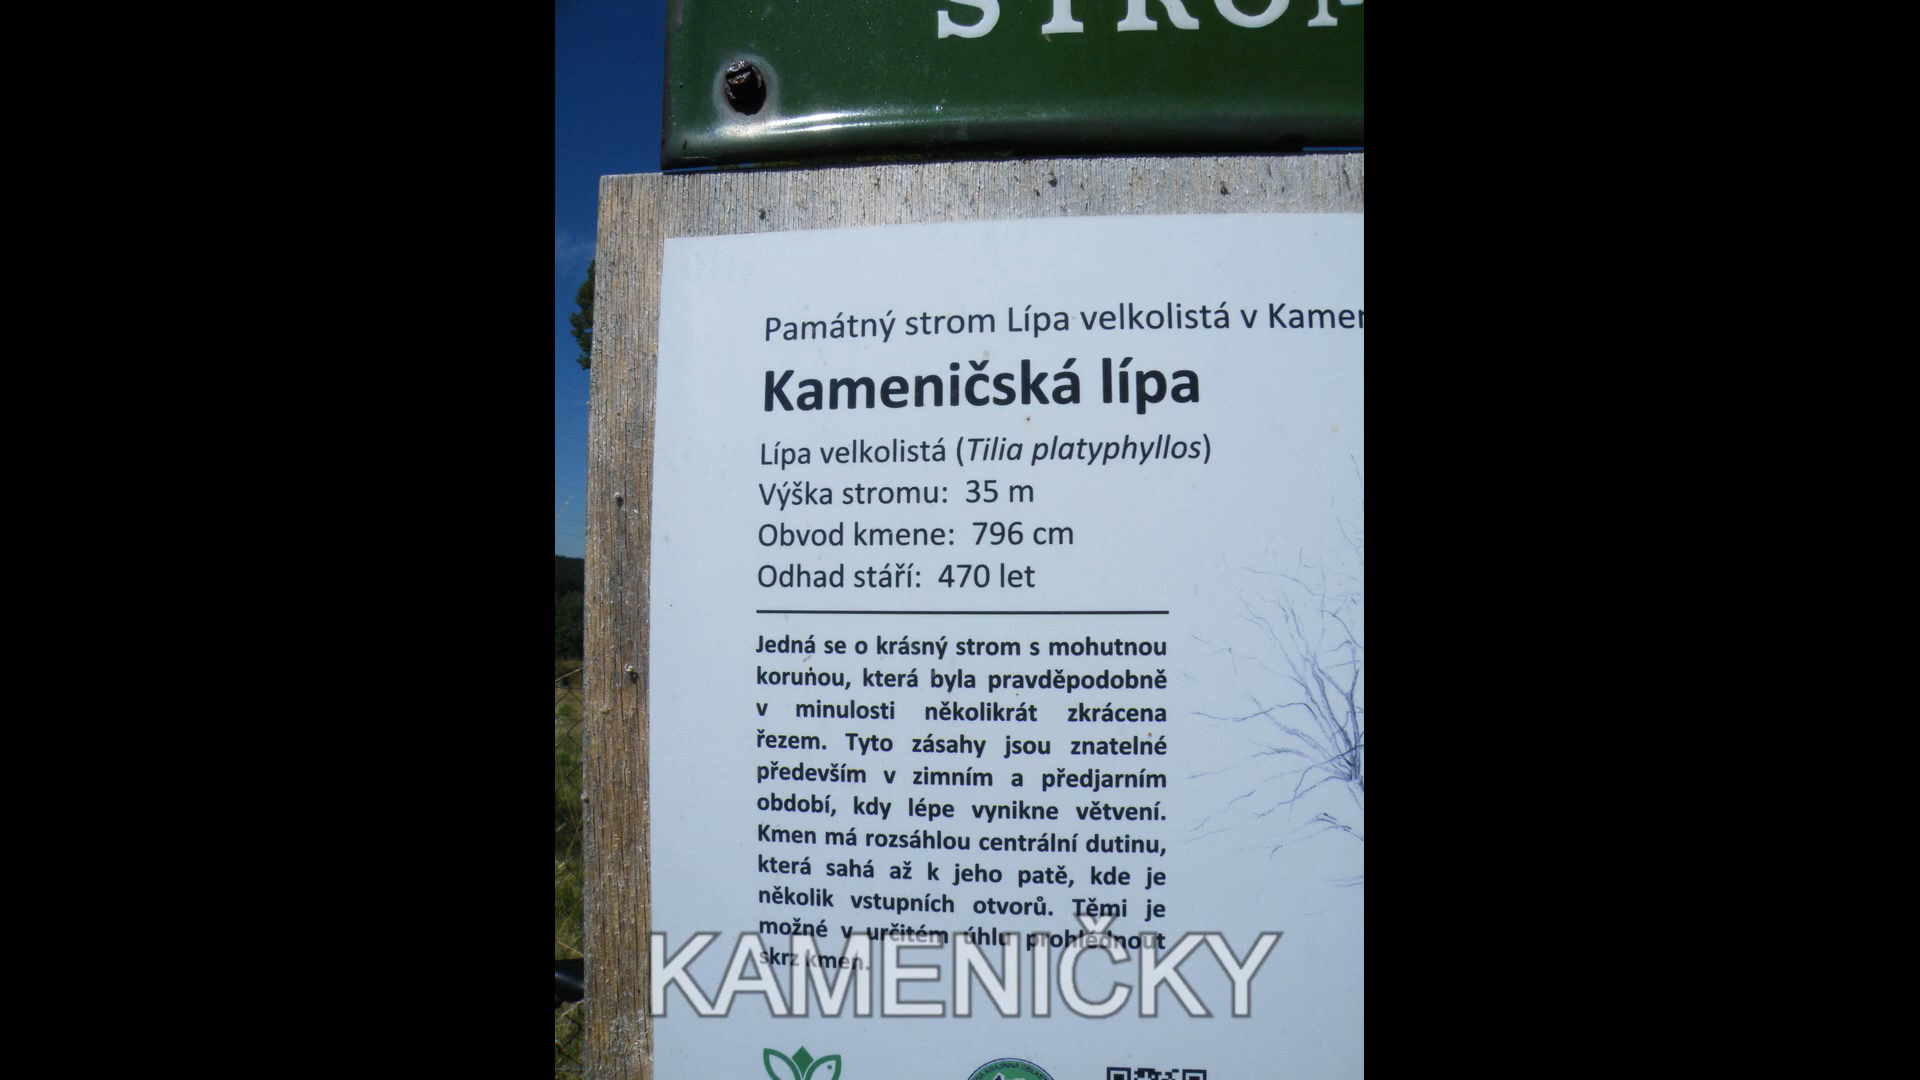 Památný strom Lípa velkolistá v
Kameničská lípa
Lípa velkolistá (Tilia platyphyllos)
Výška stromu: 35 m
Obvod kmene: 796 cm
Odhad stáří: 470 let
Jedná se o krásný strom s mohutnou
korunou, která byla pravděpodobně
v minulosti několikrát zkrácena
řezem. Tyto zásahy jsou znatelné
především v zimním a předjarním
období, kdy lépe vynikne větvení.
Kmen má rozsáhlou centrální dutinu,
která sahá až k jeho patě, kde je
několik vstupních otvorů. Těmi je
možné v určitém úhlu prohlédnout
skrz kmen.
KAMENIČKY